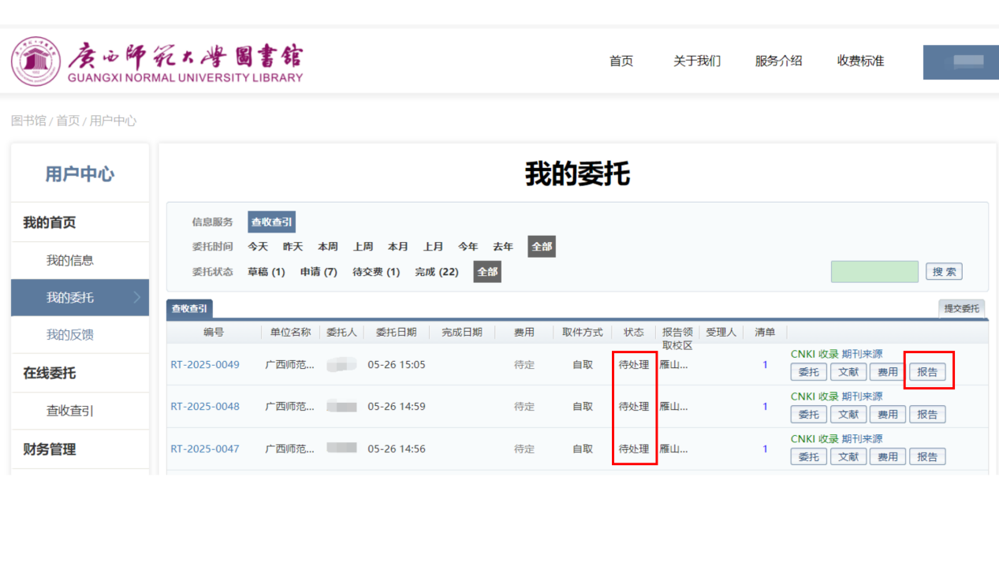 廣西師範大學圖書館
GUANGXI NORMAL UNIVERSITY LIBRARY
首页 关于我们 服务介绍 收费标准
图书馆 / 首页 / 用户中心
用户中心
我的首页
我的信息
我的委托
我的反馈
在线委托
查收查引
财务管理
我的委托
信息服务 查收查引
委托时间 今天 昨天 本周 上周 本月 上月 今年 去年 全部
委托状态 草稿 (1) 申请 (7) 待交费 (1) 完成 (22) 全部 搜 索
查收查引 提交委托
编号 单位名称 委托人 委托日期 完成日期 费用 取件方式 状态 报告领取校区 受理人 清单
RT-2025-0049 广西师范... 05-26 15:05 待定 自取 待处理 雁山... 1 CNKI 收录 期刊来源
委托 文献 费用 报告
RT-2025-0048 广西师范... 05-26 14:59 待定 自取 待处理 雁山... 1 CNKI 收录 期刊来源
委托 文献 费用 报告
RT-2025-0047 广西师范... 05-26 14:56 待定 自取 待处理 雁山... 1 CNKI 收录 期刊来源
委托 文献 费用 报告